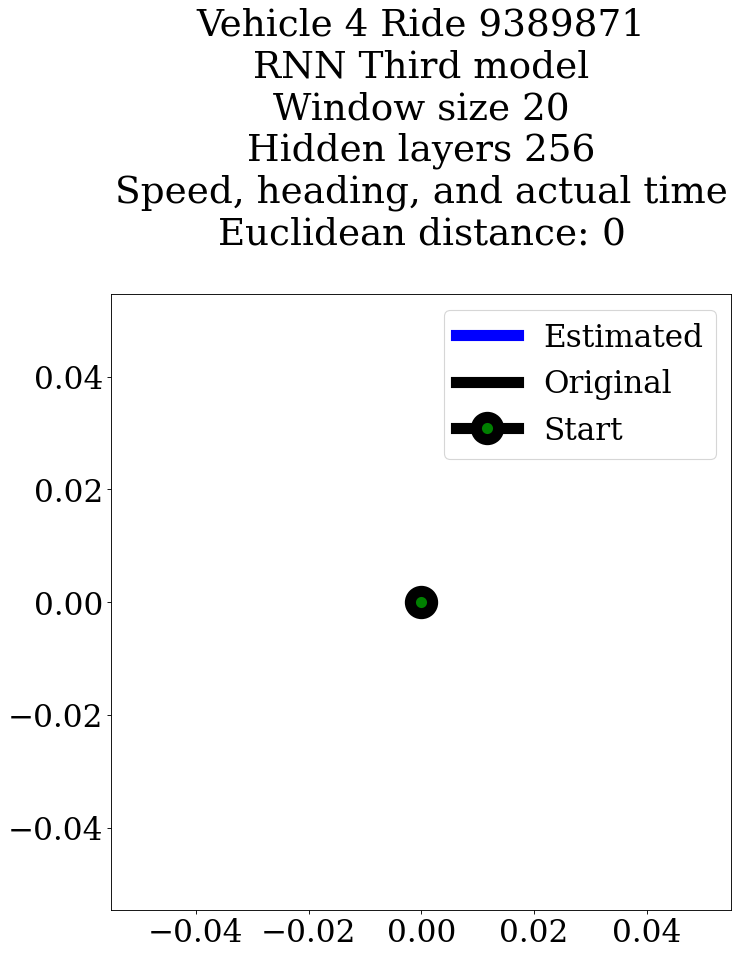 Vehicle 4 Ride 9389871
RNN Third model
Window size 20
Hidden layers 256
Speed, heading, and actual time
Euclidean distance: 0
Estimated
Original
Start
0.04
0.02
0.00
−0.02
−0.04
−0.04 −0.02 0.00 0.02 0.04